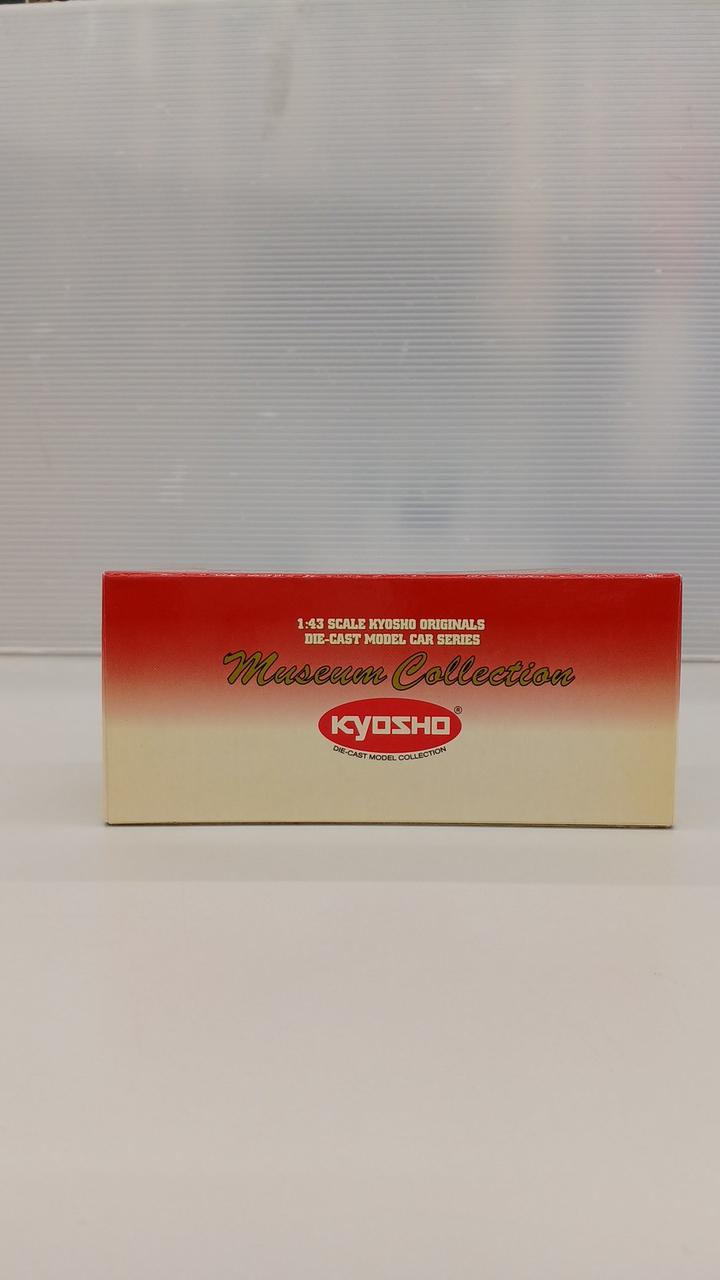 1:43 SCALE KYOSHO ORIGINALS
DIE-CAST MODEL CAR SERIES
Museum Collection
KYOSHO®
DIE-CAST MODEL COLLECTION